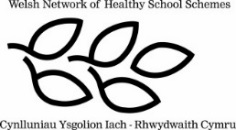 Welsh Network of Healthy School Schemes
Cynlluniau Ysgolion Iach - Rhwydwaith Cymru